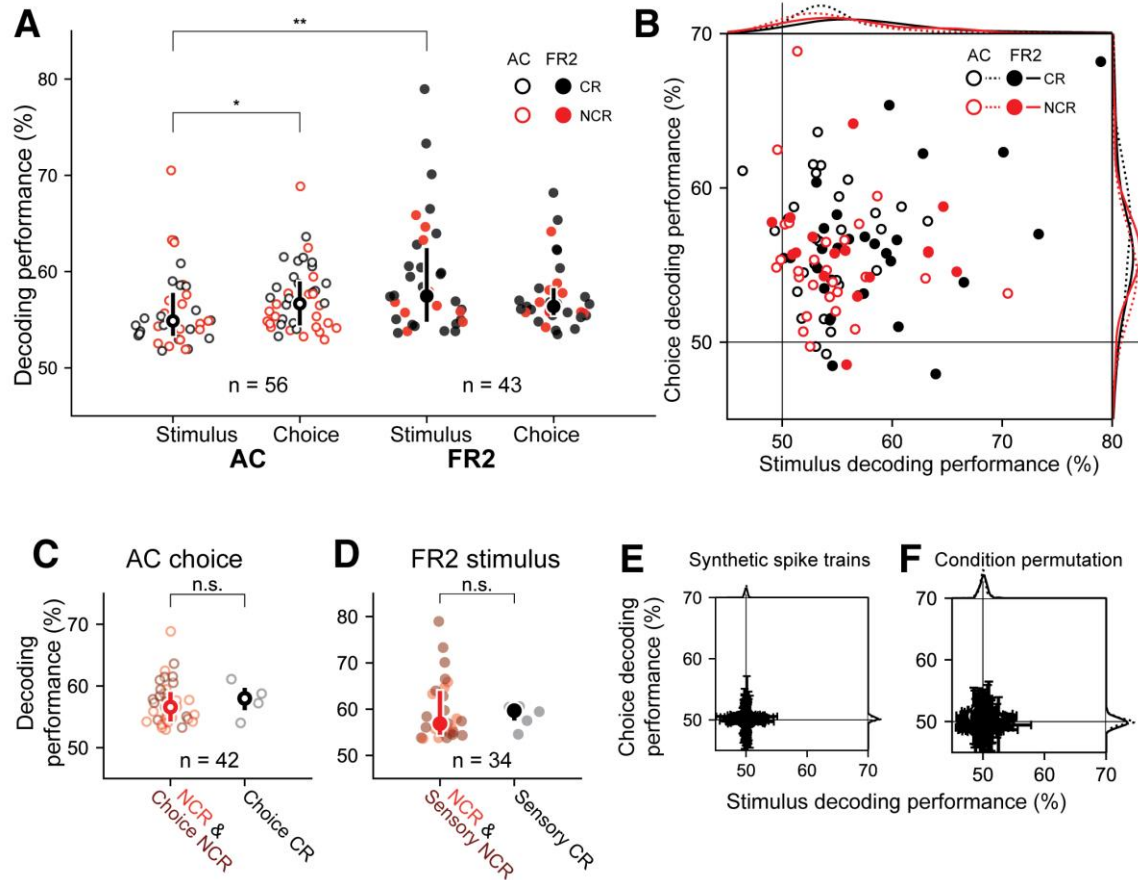 A
Decoding performance (%)
80
70
60
50
**
*
AC FR2
CR
NCR
n = 56
n = 43
Stimulus
Choice
Stimulus
Choice
AC
FR2
B
Choice decoding performance (%)
70
60
50
AC FR2
CR
NCR
50
60
70
80
Stimulus decoding performance (%)
C
AC choice
n.s.
Decoding
performance (%)
70
60
50
n = 42
NCR &
Choice NCR
Choice CR
D
FR2 stimulus
n.s.
80
70
60
50
n = 34
NCR &
Sensory NCR
Sensory CR
E
Synthetic spike trains
Choice decoding
performance (%)
70
60
50
50
60
70
F
Condition permutation
70
60
50
50
60
70
Stimulus decoding performance (%)